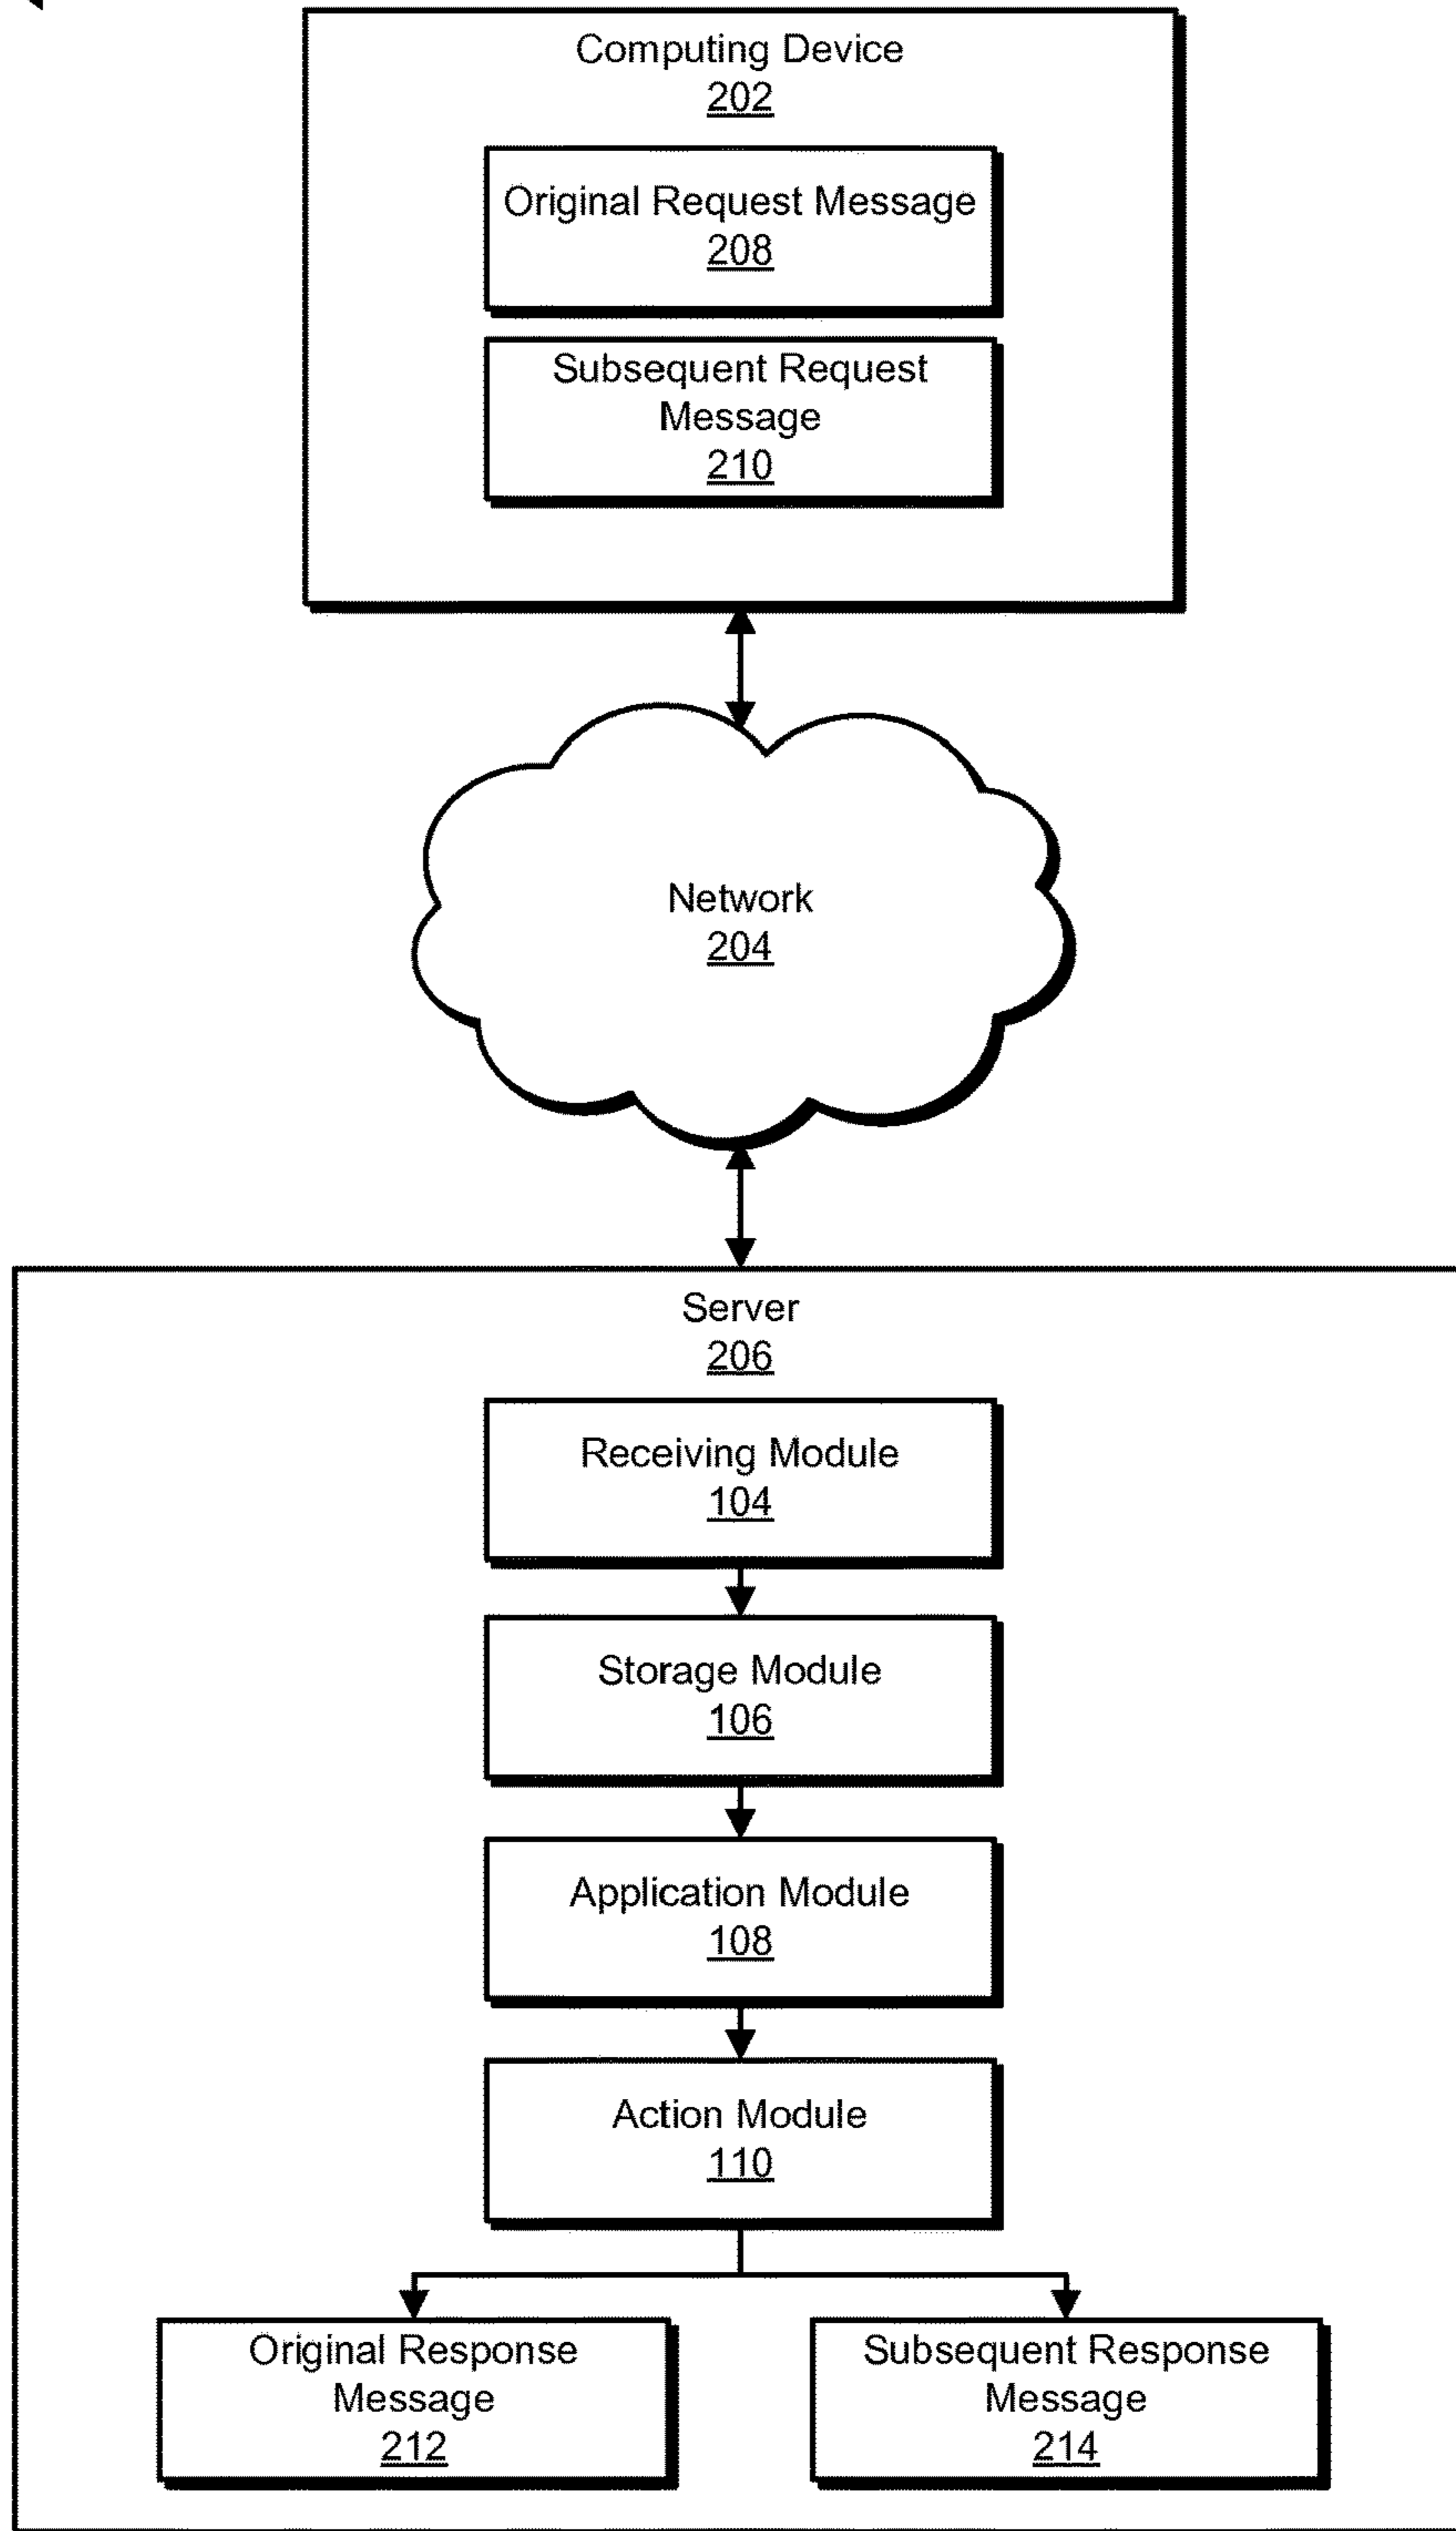 Computing Device
202
Original Request Message
208
Subsequent Request
Message
210
Network
204
Server
206
Receiving Module
104
Storage Module
106
Application Module
108
Action Module
110
Original Response
Message
212
Subsequent Response
Message
214